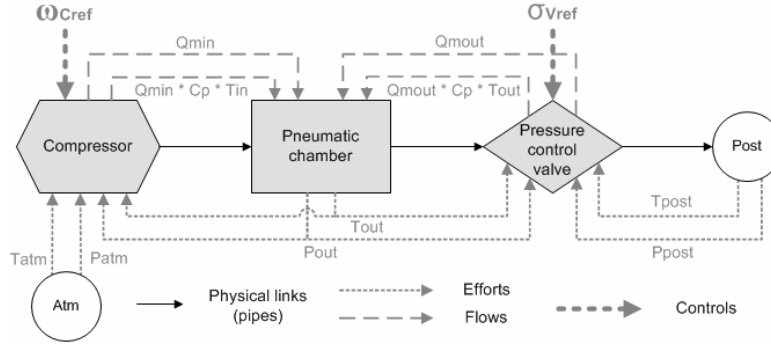 ωCref
σVref
Qmin
Qmout
Qmin * Cp * Tin
Qmout * Cp * Tout
Compressor
Pneumatic
chamber
Pressure
control
valve
Post
Tout
Tpost
Tatm
Patm
Pout
Ppost
Atm
Physical links
(pipes)
Efforts
Flows
Controls